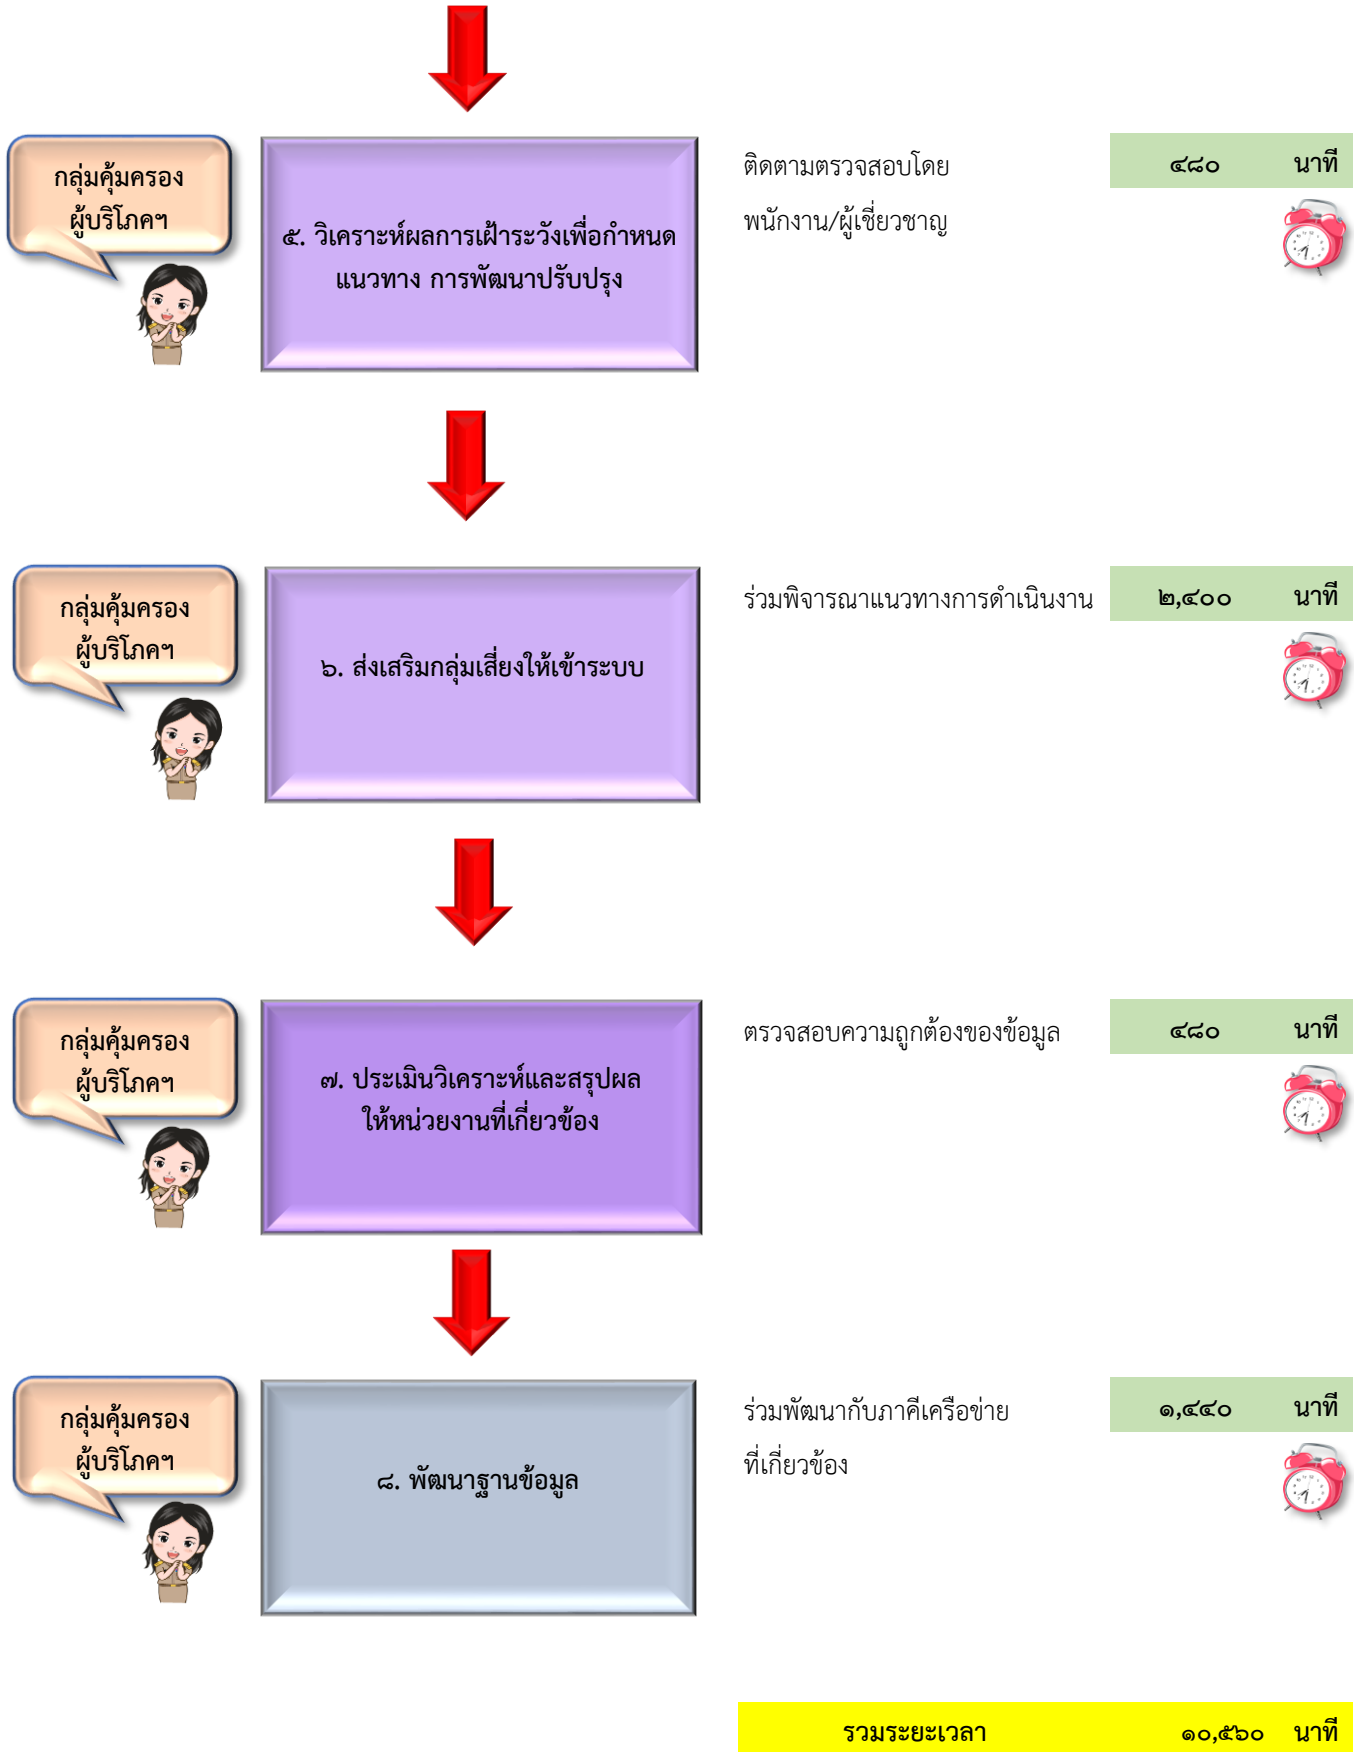 กลุ่มคุ้มครอง
ผู้บริโภคฯ
๕. วิเคราะห์ผลการเฝ้าระวังเพื่อกำหนด
แนวทาง การพัฒนาปรับปรุง
ติดตามตรวจสอบโดย
พนักงาน/ผู้เชี่ยวชาญ
๔๘๐ นาที
กลุ่มคุ้มครอง
ผู้บริโภคฯ
๖. ส่งเสริมกลุ่มเสี่ยงให้เข้าระบบ
ร่วมพิจารณาแนวทางการดำเนินงาน
๒,๔๐๐ นาที
กลุ่มคุ้มครอง
ผู้บริโภคฯ
๗. ประเมินวิเคราะห์และสรุปผล
ให้หน่วยงานที่เกี่ยวข้อง
ตรวจสอบความถูกต้องของข้อมูล
๔๘๐ นาที
กลุ่มคุ้มครอง
ผู้บริโภคฯ
๘. พัฒนาฐานข้อมูล
ร่วมพัฒนากับภาคีเครือข่าย
ที่เกี่ยวข้อง
๑,๔๔๐ นาที
รวมระยะเวลา ๑๐,๕๖๐ นาที